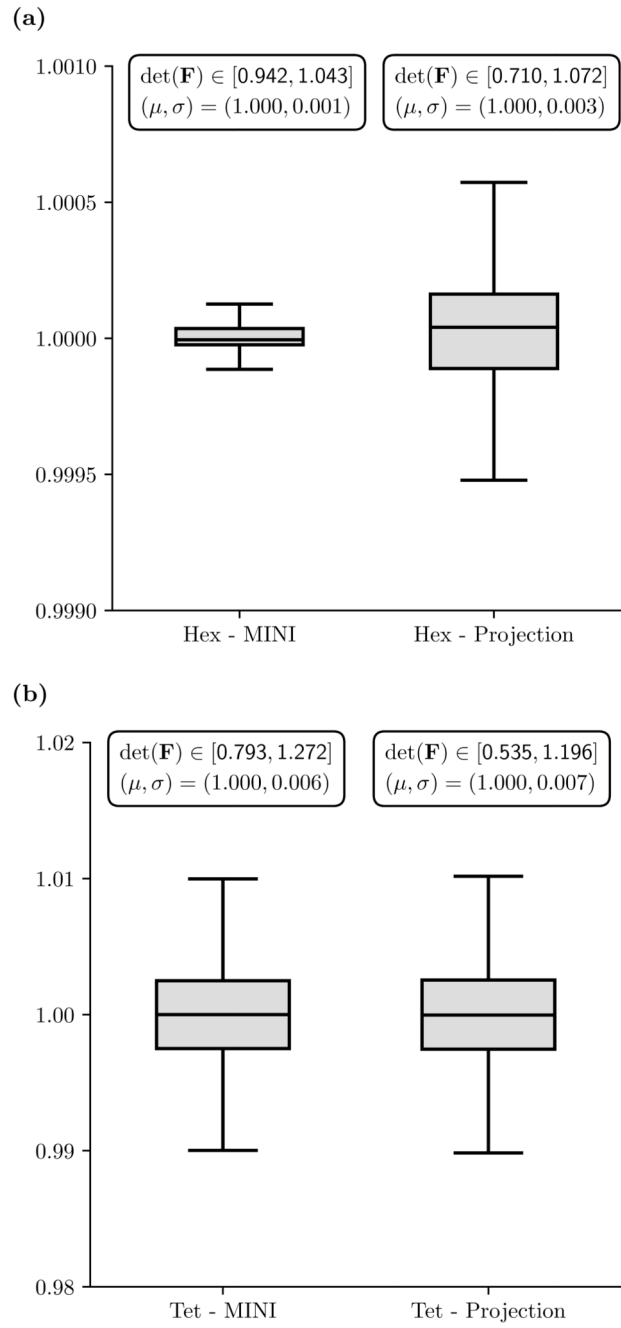 (a)
1.0010
1.0005
1.0000
0.9995
0.9990
det(F) ∈ [0.942, 1.043]
(μ, σ) = (1.000, 0.001)
det(F) ∈ [0.710, 1.072]
(μ, σ) = (1.000, 0.003)
Hex - MINI
Hex - Projection
(b)
1.02
1.01
1.00
0.99
0.98
det(F) ∈ [0.793, 1.272]
(μ, σ) = (1.000, 0.006)
det(F) ∈ [0.535, 1.196]
(μ, σ) = (1.000, 0.007)
Tet - MINI
Tet - Projection